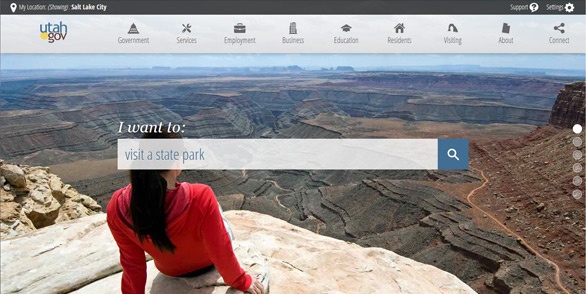 My Location: (Showing) Salt Lake City
Support
Settings
utah
gov
Government
Services
Employment
Business
Education
Residents
Visiting
About
Connect
I want to:
visit a state park